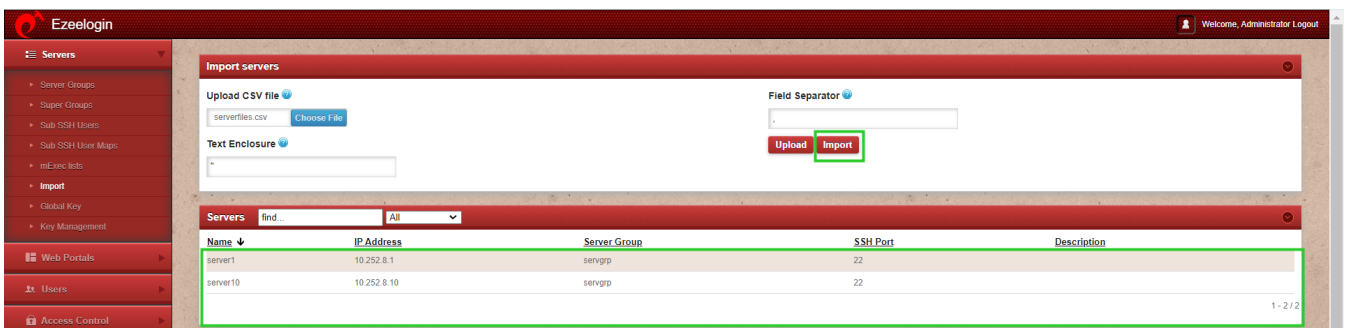 Ezeelogin
Welcome, Administrator Logout
Servers
Server Groups
Super Groups
Sub SSH Users
Sub SSH User Maps
mExec lists
Import
Global Key
Key Management
Web Portals
Users
Access Control
Import servers
Upload CSV file
serverfiles.csv Choose File
Text Enclosure
"
Field Separator
,
Upload Import
Servers find... All
Name IP Address Server Group SSH Port Description
server1 10.252.8.1 servgrp 22
server10 10.252.8.10 servgrp 22
1 - 2 / 2